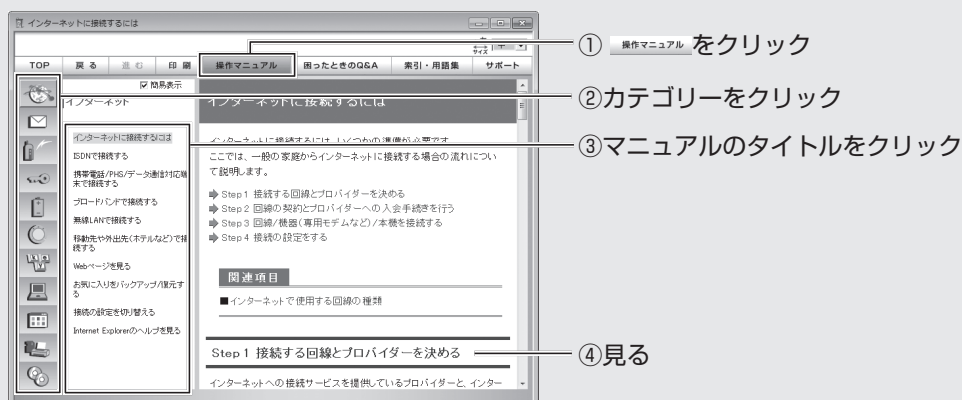 インターネットに接続するには
サイズ
TOP 戻る 進む 印刷 操作マニュアル 困ったときのQ&A 索引・用語集 サポート
簡易表示
インターネット
インターネットに接続するには
ISDNで接続する
携帯電話/PHS/データ通信対応端
末で接続する
ブロードバンドで接続する
無線LANで接続する
移動先や外出先(ホテルなど)で接
続する
Webページを見る
お気に入りをバックアップ/復元す
る
接続の設定を切り替える
Internet Explorerのヘルプを見る
インターネットに接続するには
インターネットに接続するには、いくつかの準備が必要です。
ここでは、一般の家庭からインターネットに接続する場合の流れについ
て説明します。
Step1 接続する回線とプロバイダーを決める
Step2 回線の契約とプロバイダーへの入会手続きを行う
Step3 回線/機器(専用モデムなど)/本機を接続する
Step4 接続の設定をする
関連項目
■インターネットで使用する回線の種類
Step1 接続する回線とプロバイダーを決める
インターネットへの接続サービスを提供しているプロバイダーと、インター
① 操作マニュアル をクリック
②カテゴリーをクリック
③マニュアルのタイトルをクリック
④見る